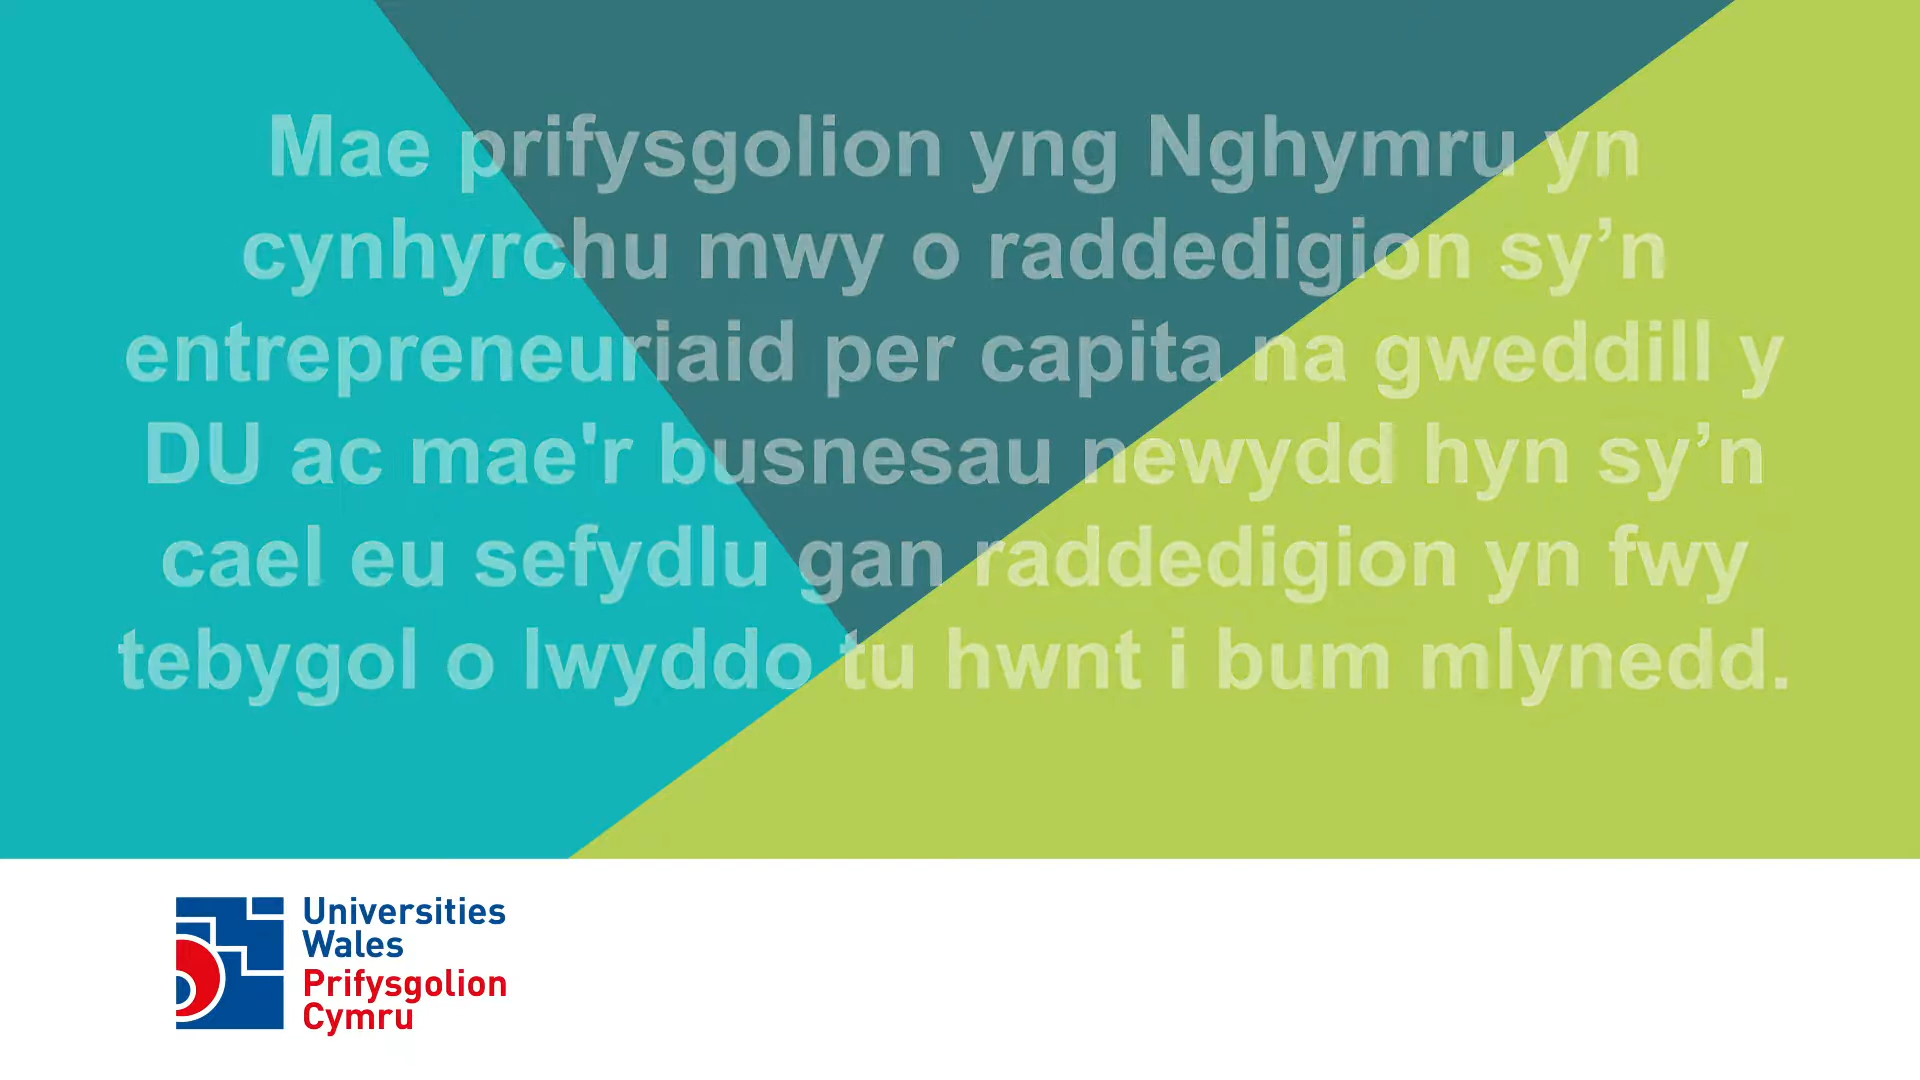 Mae prifysgolion yng Nghymru yn
cynhyrchu mwy o raddedigion sy’n
entrepreneuriaid per capita na gweddill y
DU ac mae'r busnesau newydd hyn sy’n
cael eu sefydlu gan raddedigion yn fwy
tebygol o lwyddo tu hwnt i bum mlynedd.
Universities
Wales
Prifysgolion
Cymru